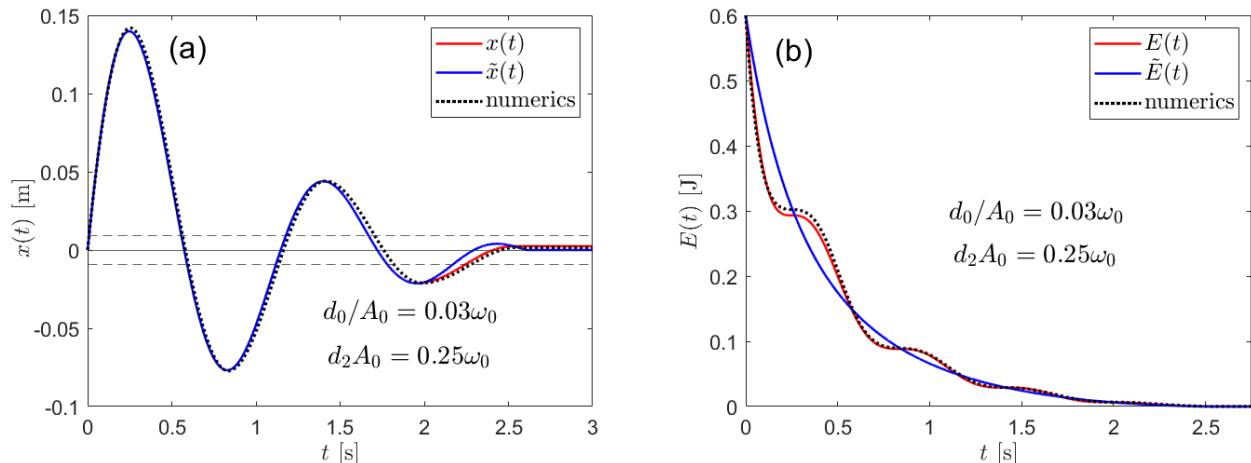 (a)
x(t)
x̃(t)
numerics
0.15
0.1
0.05
0
-0.05
-0.1
x(t) [m]
d₀/A₀ = 0.03ω₀
d₂A₀ = 0.25ω₀
0 0.5 1 1.5 2 2.5 3
t [s]
(b)
E(t)
Ẽ(t)
numerics
0.6
0.5
0.4
0.3
0.2
0.1
0
E(t) [J]
d₀/A₀ = 0.03ω₀
d₂A₀ = 0.25ω₀
0 0.5 1 1.5 2 2.5
t [s]